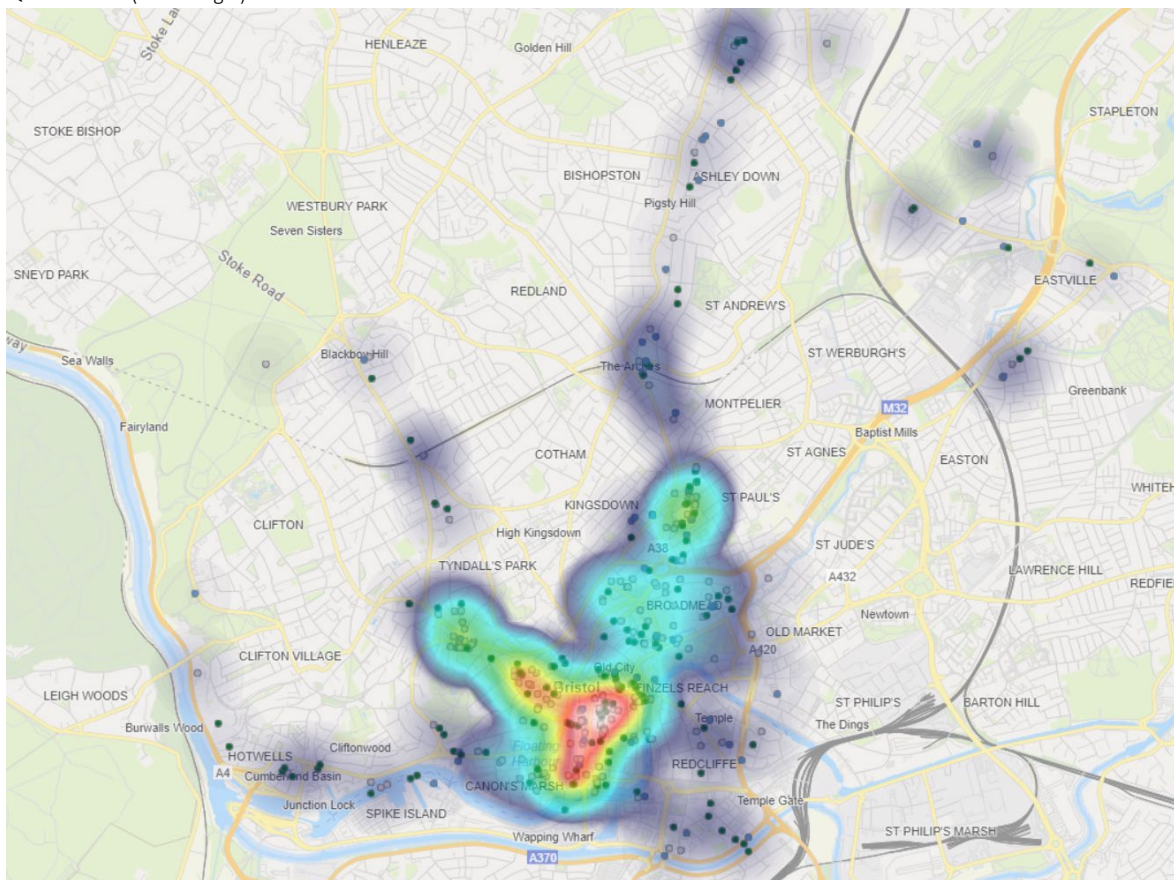 Stoke La
HENLEAZE
Golden Hill
STAPLETON
STOKE BISHOP
BISHOPSTON
ASHLEY DOWN
WESTBURY PARK
Pigsty Hill
Seven Sisters
Stoke Road
SNEYD PARK
EASTVILLE
REDLAND
ST ANDREW'S
way
Sea Walls
Blackboy Hill
The Arches
ST WERBURGH'S
Greenbank
MONTPELIER
M32
Fairyland
Baptist Mills
COTHAM
ST AGNES
EASTON
WHITEH
KINGSDOWN
ST PAUL'S
CLIFTON
High Kingsdown
A38
ST JUDE'S
TYNDALL'S PARK
A432
LAWRENCE HILL
REDFIE
BROADMEAD
Newtown
OLD MARKET
A420
CLIFTON VILLAGE
Old City
LEIGH WOODS
Bristol
FINZELS REACH
ST PHILIP'S
BARTON HILL
Burwalls Wood
Temple
The Dings
HOTWELLS
Cliftonwood
Floating
Harbour
REDCLIFFE
A4
Cumberland Basin
CANON'S MARSH
Junction Lock
SPIKE ISLAND
Temple Gate
Wapping Wharf
ST PHILIP'S MARSH
A370